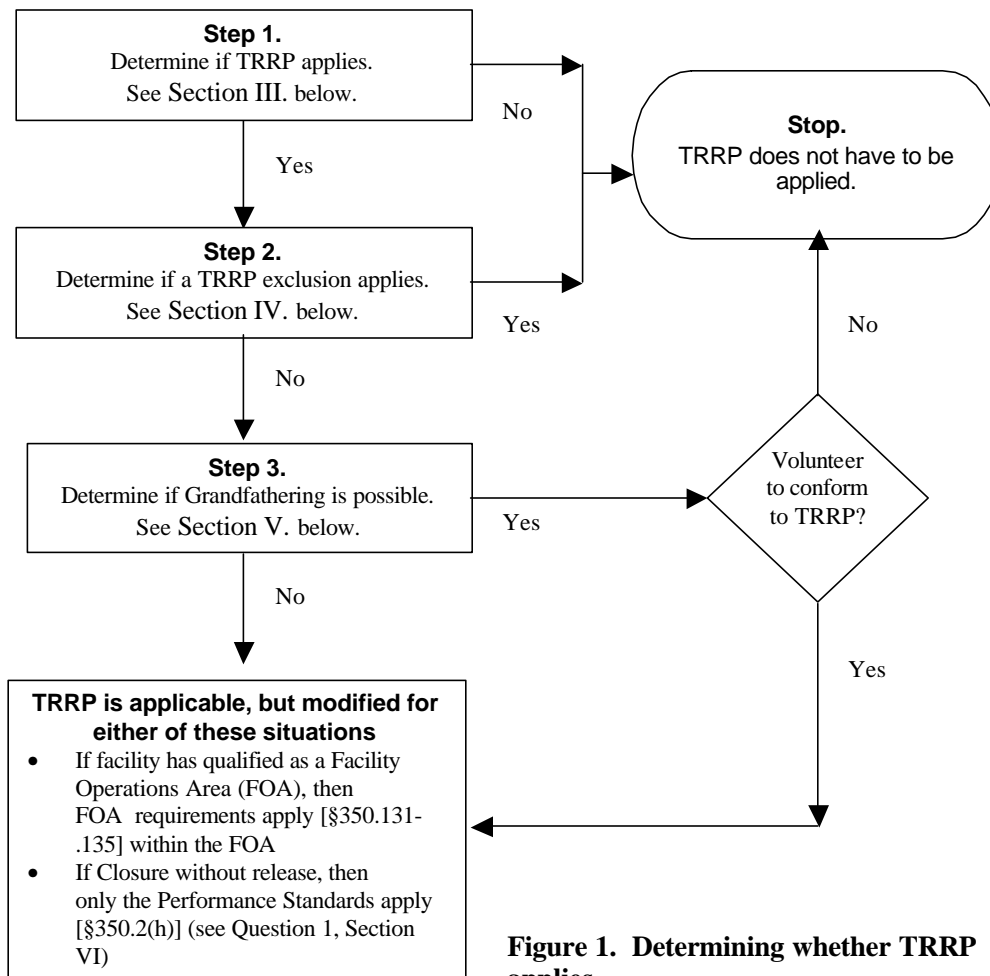 Step 1.
Determine if TRRP applies.
See Section III. below.
No
Yes
Stop.
TRRP does not have to be
applied.
Step 2.
Determine if a TRRP exclusion applies.
See Section IV. below.
Yes
No
No
Step 3.
Determine if Grandfathering is possible.
See Section V. below.
Yes
Volunteer
to conform
to TRRP?
No
Yes
TRRP is applicable, but modified for
either of these situations
• If facility has qualified as a Facility
Operations Area (FOA), then
FOA requirements apply [§350.131-
.135] within the FOA
• If Closure without release, then
only the Performance Standards apply
[§350.2(h)] (see Question 1, Section
VI)
Figure 1. Determining whether TRRP
applies